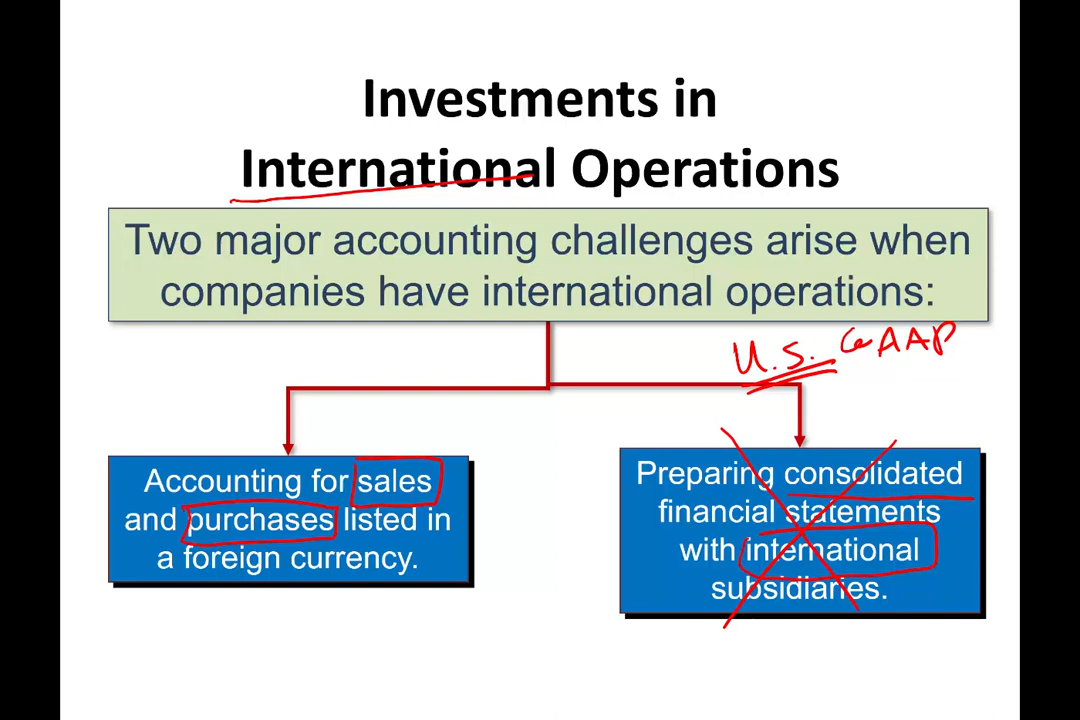 Investments in
International Operations
Two major accounting challenges arise when
companies have international operations:
U.S. GAAP
Accounting for sales
and purchases listed in
a foreign currency.
Preparing consolidated
financial statements
with international
subsidiaries.